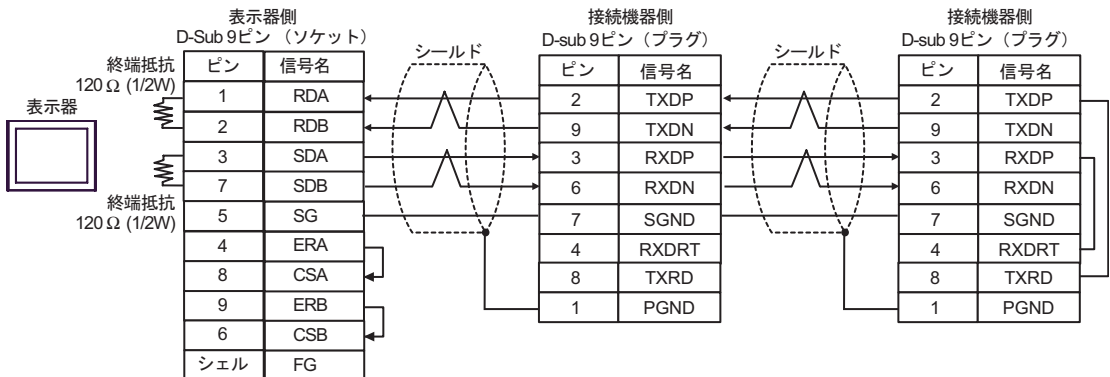 表示器側
D-Sub 9ピン (ソケット)
接続機器側
D-sub 9ピン (プラグ)
接続機器側
D-sub 9ピン (プラグ)
終端抵抗
120 Ω (1/2W)
シールド
シールド
表示器
終端抵抗
120 Ω (1/2W)
ピン 信号名
1 RDA
2 RDB
3 SDA
7 SDB
5 SG
4 ERA
8 CSA
9 ERB
6 CSB
シェル FG
ピン 信号名
2 TXDP
9 TXDN
3 RXDP
6 RXDN
7 SGND
4 RXDRT
8 TXRD
1 PGND
ピン 信号名
2 TXDP
9 TXDN
3 RXDP
6 RXDN
7 SGND
4 RXDRT
8 TXRD
1 PGND